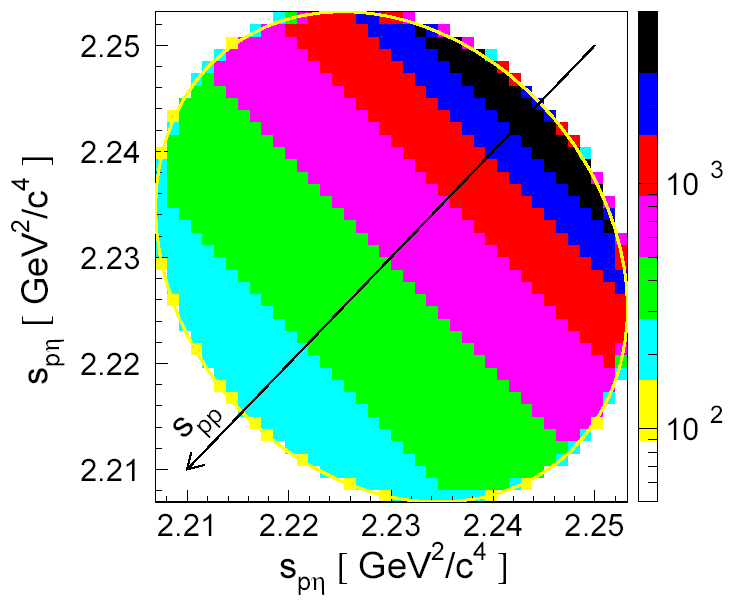 s_pη [ GeV²/c⁴ ]
2.25
2.24
2.23
2.22
2.21
s_pp
10³
10²
2.21 2.22 2.23 2.24 2.25
s_pη [ GeV²/c⁴ ]